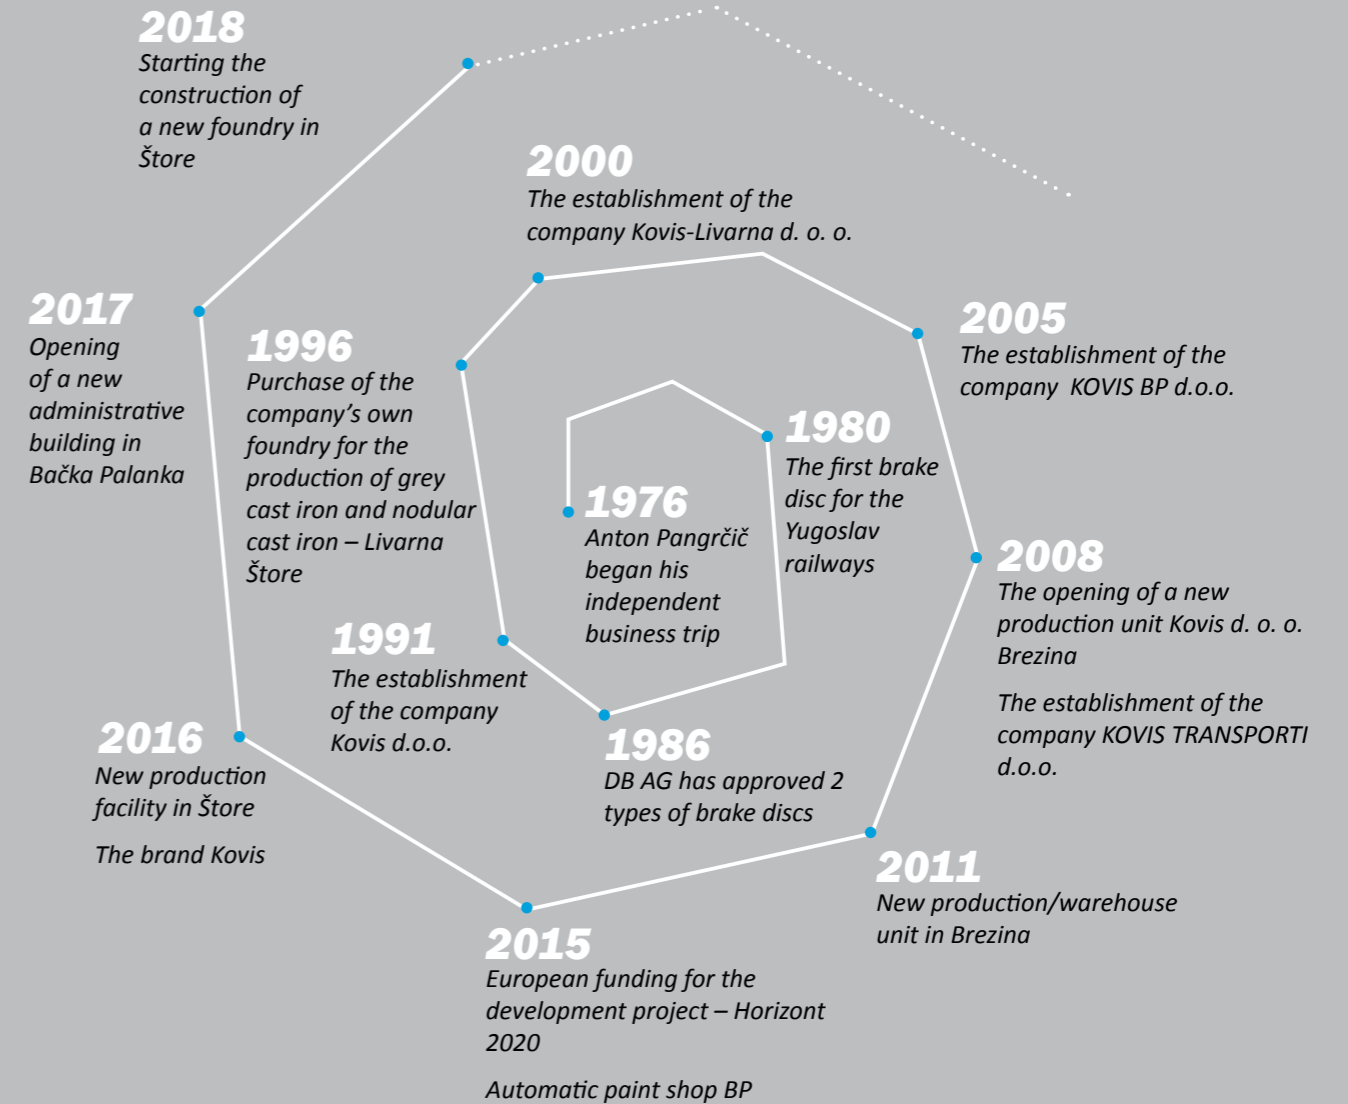 2018
Starting the
construction of
a new foundry in
Štore
2000
The establishment of the
company Kovis-Livarna d. o. o.
2017
Opening
of a new
administrative
building in
Bačka Palanka
1996
Purchase of the
company’s own
foundry for the
production of grey
cast iron and nodular
cast iron – Livarna
Štore
2005
The establishment of the
company KOVIS BP d.o.o.
1980
The first brake
disc for the
Yugoslav
railways
1976
Anton Pangrčič
began his
independent
business trip
2008
The opening of a new
production unit Kovis d. o. o.
Brezina
The establishment of the
company KOVIS TRANSPORTI
d.o.o.
1991
The establishment
of the company
Kovis d.o.o.
2016
New production
facility in Štore
The brand Kovis
1986
DB AG has approved 2
types of brake discs
2011
New production/warehouse
unit in Brezina
2015
European funding for the
development project – Horizont
2020
Automatic paint shop BP